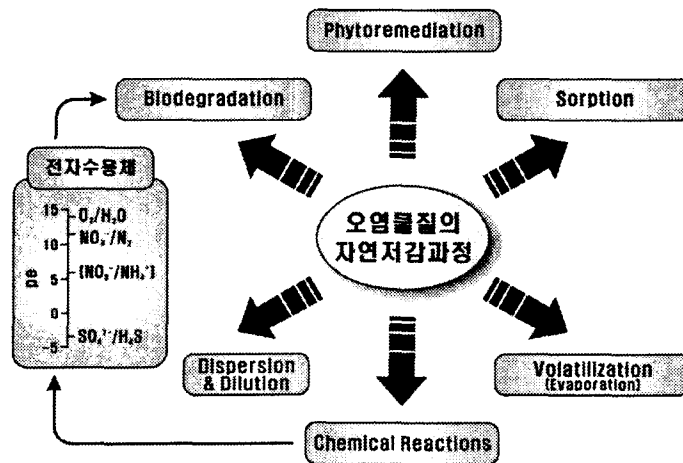 Phytoremediation
Biodegradation
Sorption
전자수용체
15
O₂/H₂O
NO₃⁻/N₂
10
5
[NO₃⁻/NH₄⁺]
0
-5
SO₄²⁻/H₂S
pe
오염물질의
자연저감과정
Dispersion
& Dilution
Volatilization
(Evaporation)
Chemical Reactions